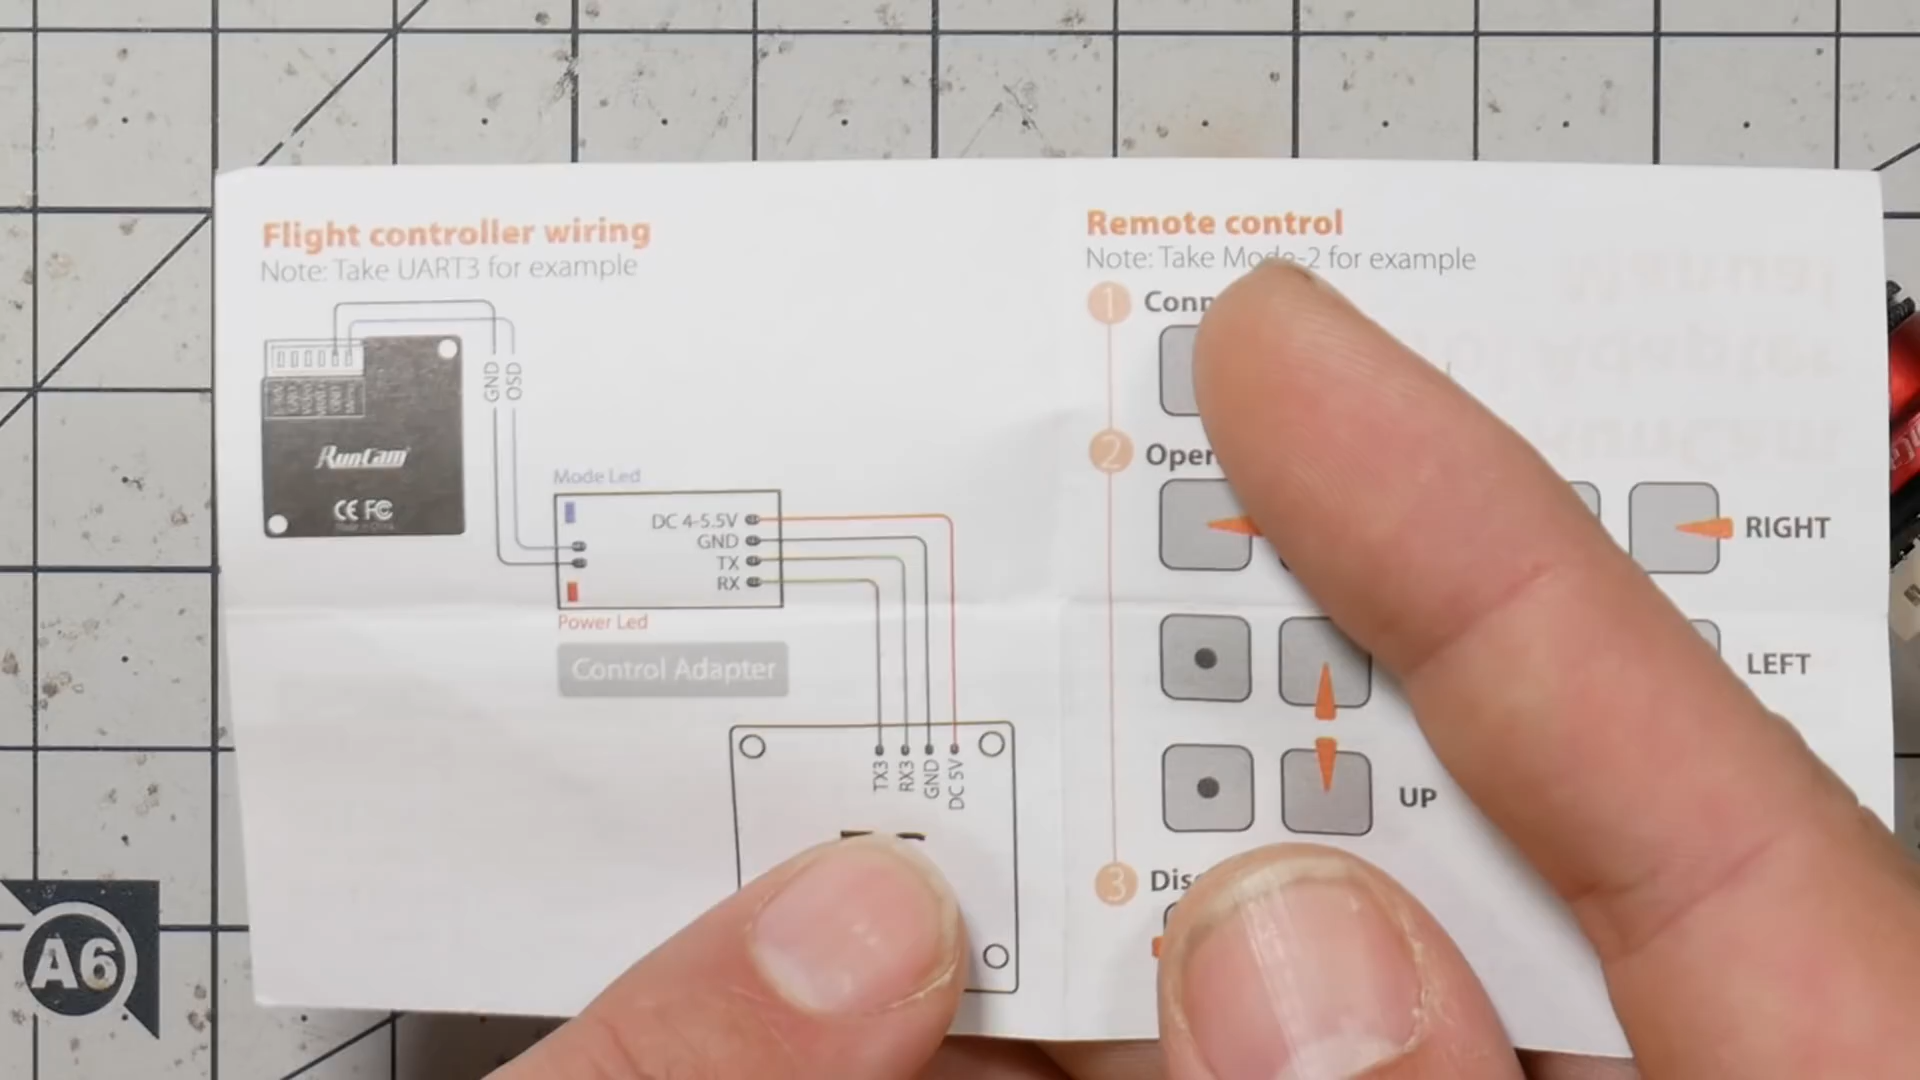 Flight controller wiring
Note: Take UART3 for example
GND
OSD
RunCam
CE FC
Mode Led
DC 4-5.5V
GND
TX
RX
Power Led
Control Adapter
TX3
RX3
GND
DC 5V
Remote control
Note: Take Mode-2 for example
1
2
RIGHT
LEFT
UP
3
A6